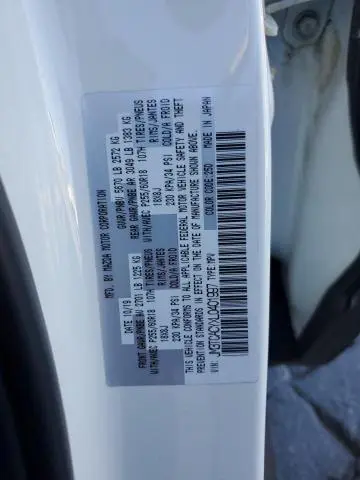 MFD. BY MAZDA MOTOR CORPORATION
DATE: 10/19 GVWR/PNBV 5670 LB 2572 KG
FRONT GAWR/PNBE AV 2701 LB 1225 KG REAR GAWR/PNBE AR 3049 LB 1383 KG
WITH/AVEC P255/60R18 107H TIRES/PNEUS WITH/AVEC P255/60R18 107H TIRES/PNEUS
18X8J RIMS/JANTES 18X8J RIMS/JANTES
230 KPA/34 PSI COLD/A FROID 230 KPA/34 PSI COLD/A FROID
THIS VEHICLE CONFORMS TO ALL APPLICABLE FEDERAL MOTOR VEHICLE SAFETY AND THEFT
PREVENTION STANDARDS IN EFFECT ON THE DATE OF MANUFACTURE SHOWN ABOVE.
TYPE:MPV COLOR CODE:25D MADE IN JAPAN
VIN: